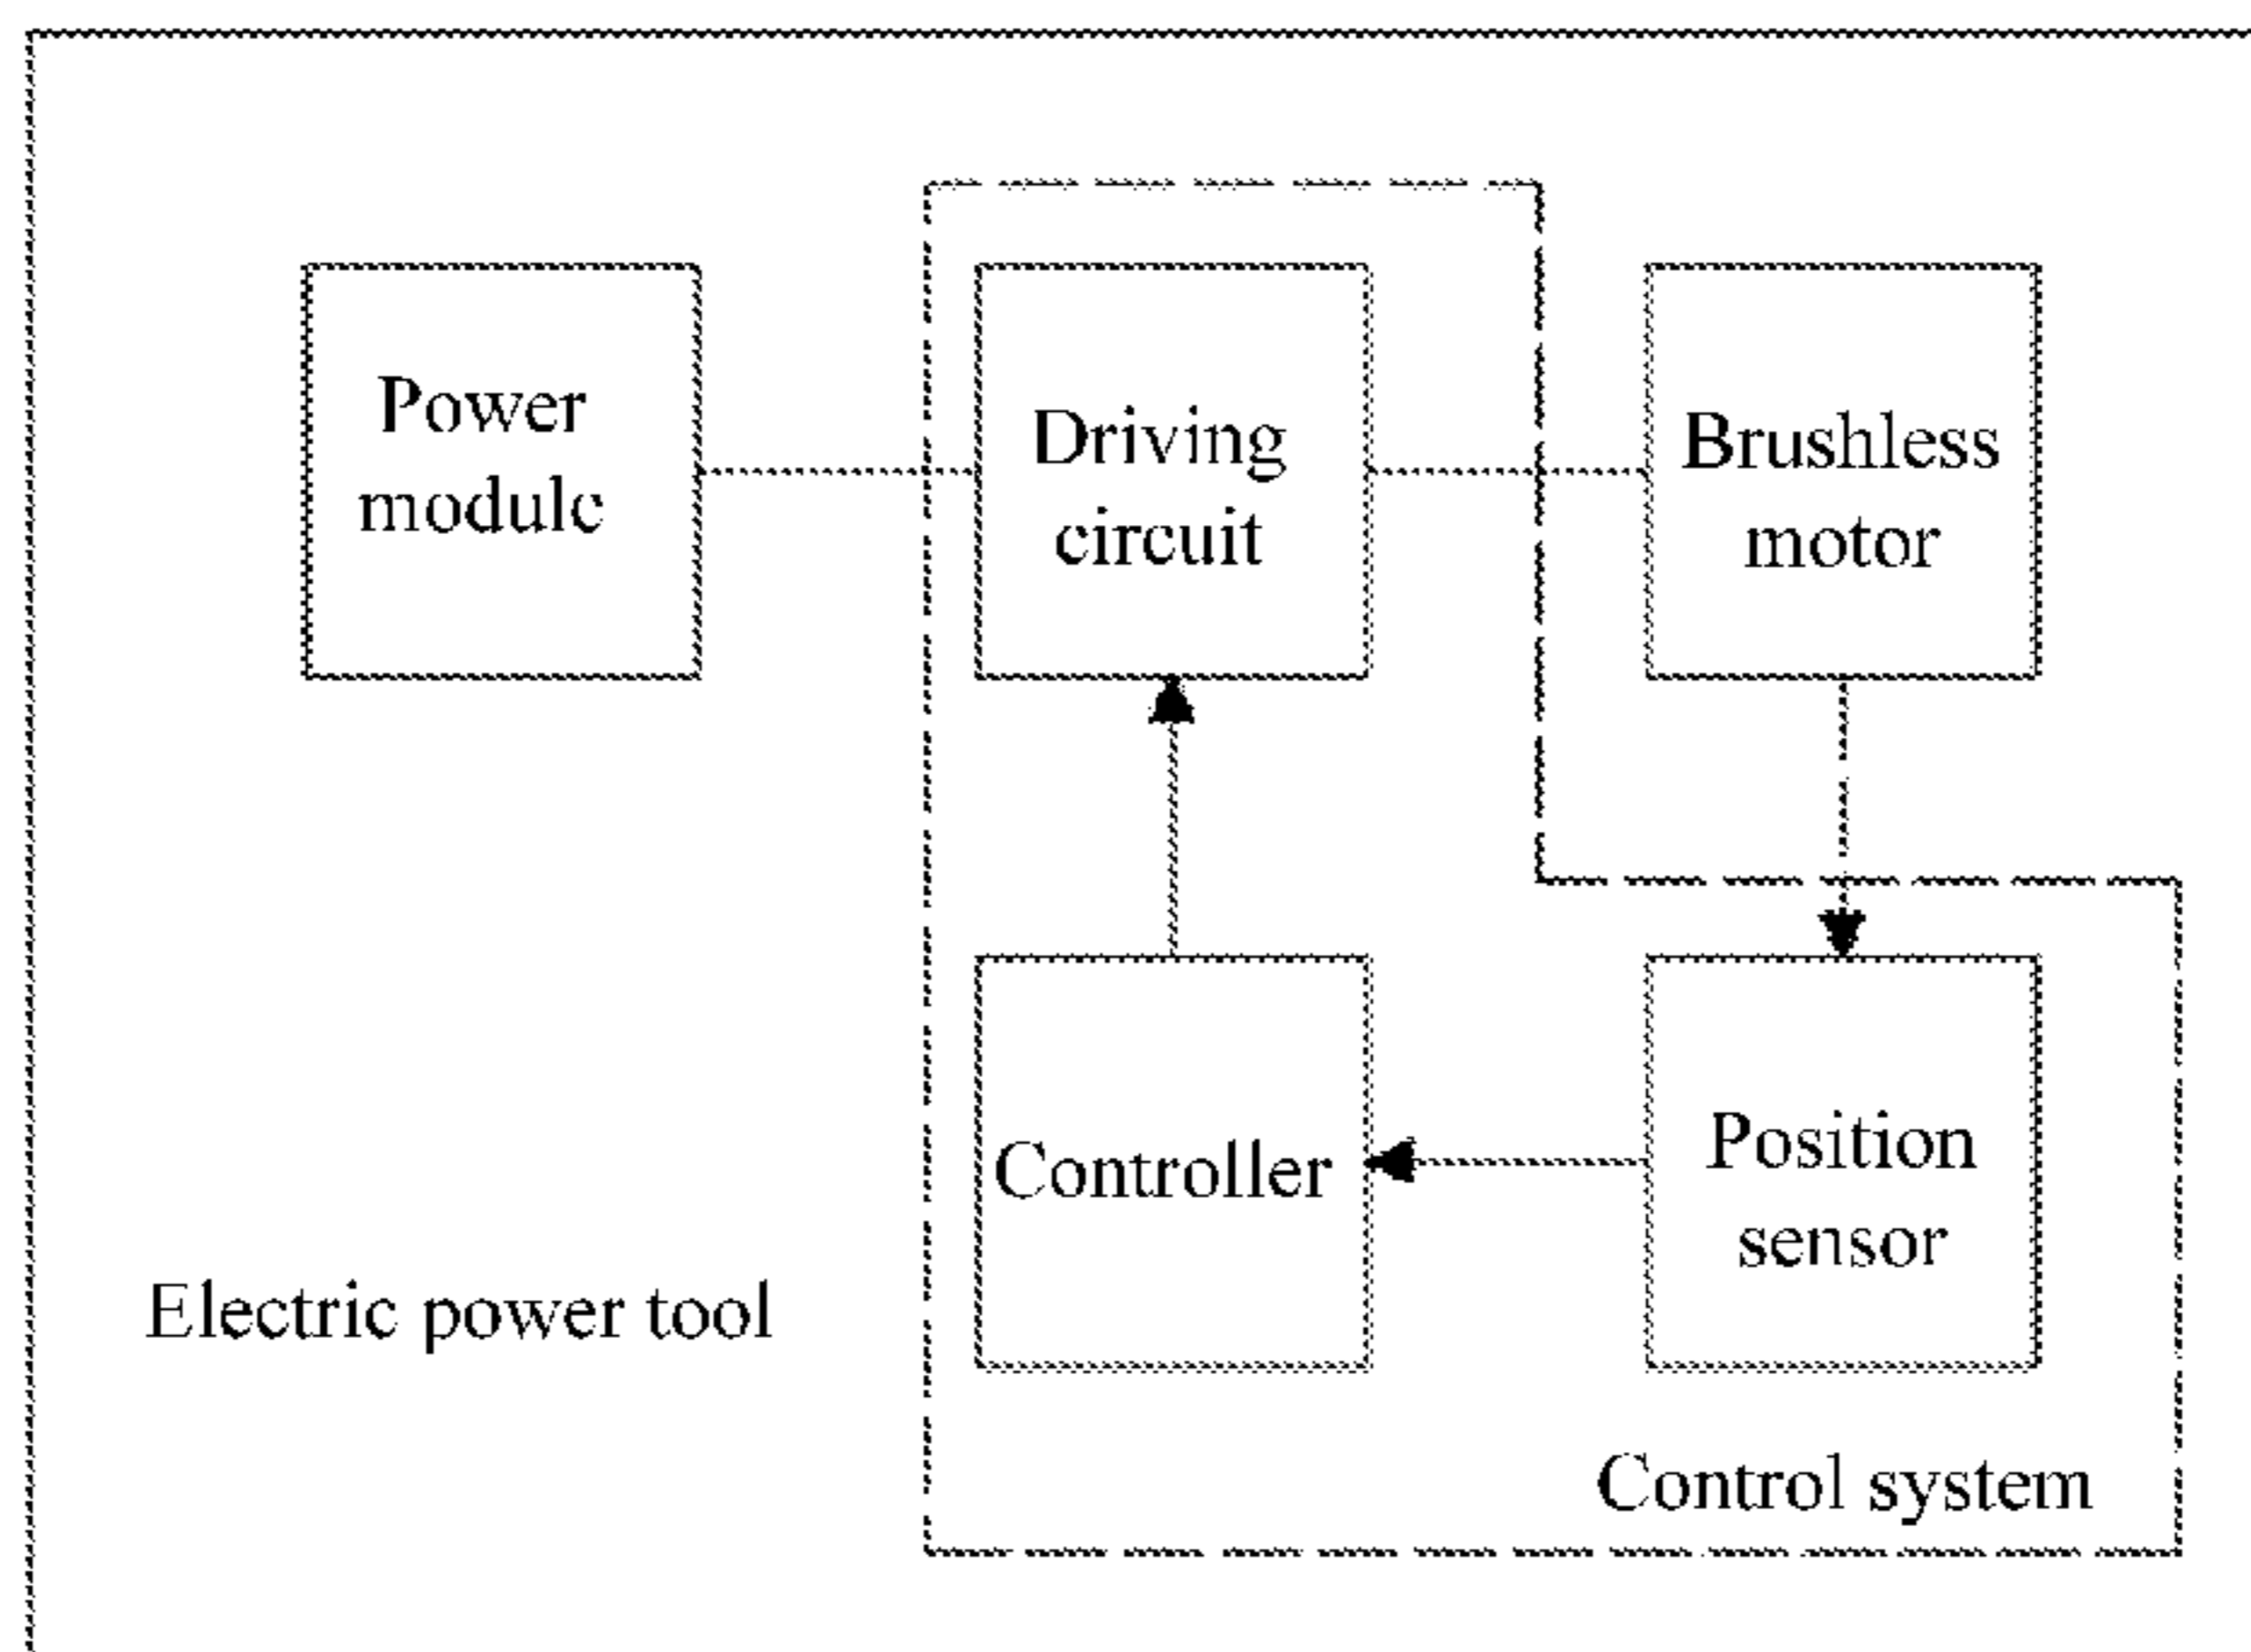 Power
module
Driving
circuit
Brushless
motor
Controller
Position
sensor
Electric power tool
Control system